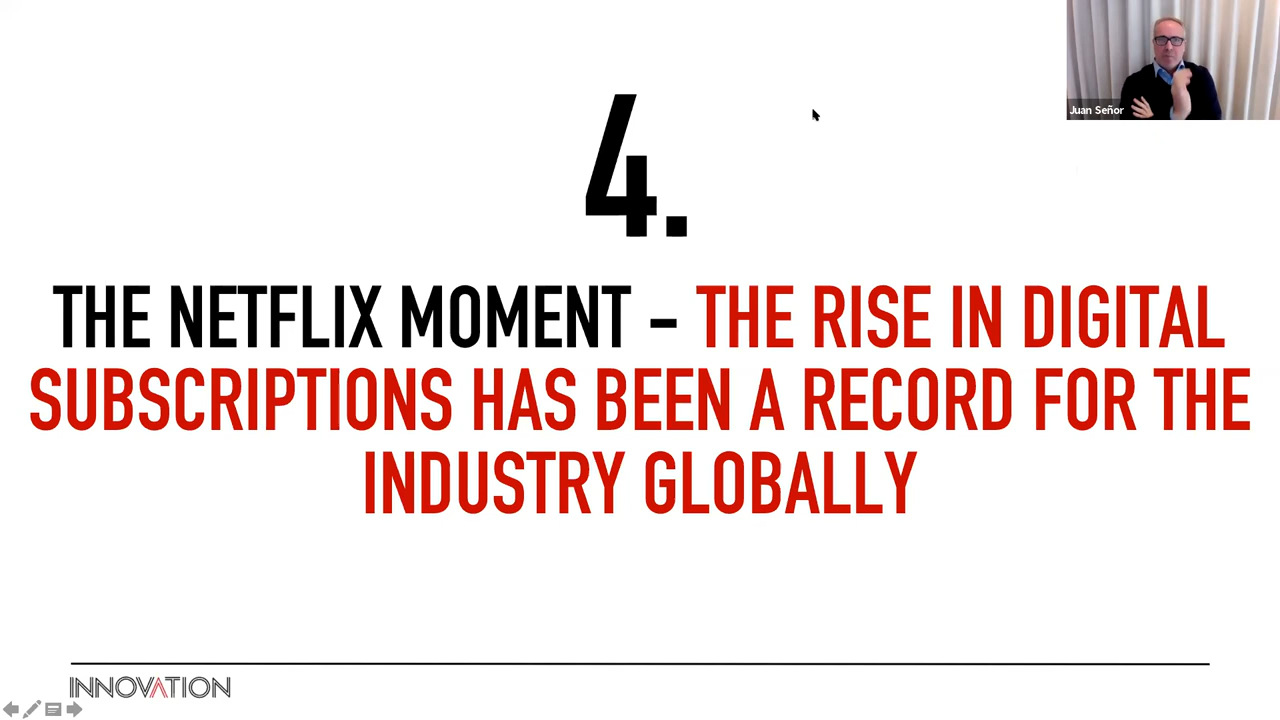 Juan Señor
4.
THE NETFLIX MOMENT - THE RISE IN DIGITAL
SUBSCRIPTIONS HAS BEEN A RECORD FOR THE
INDUSTRY GLOBALLY
INNOVATION